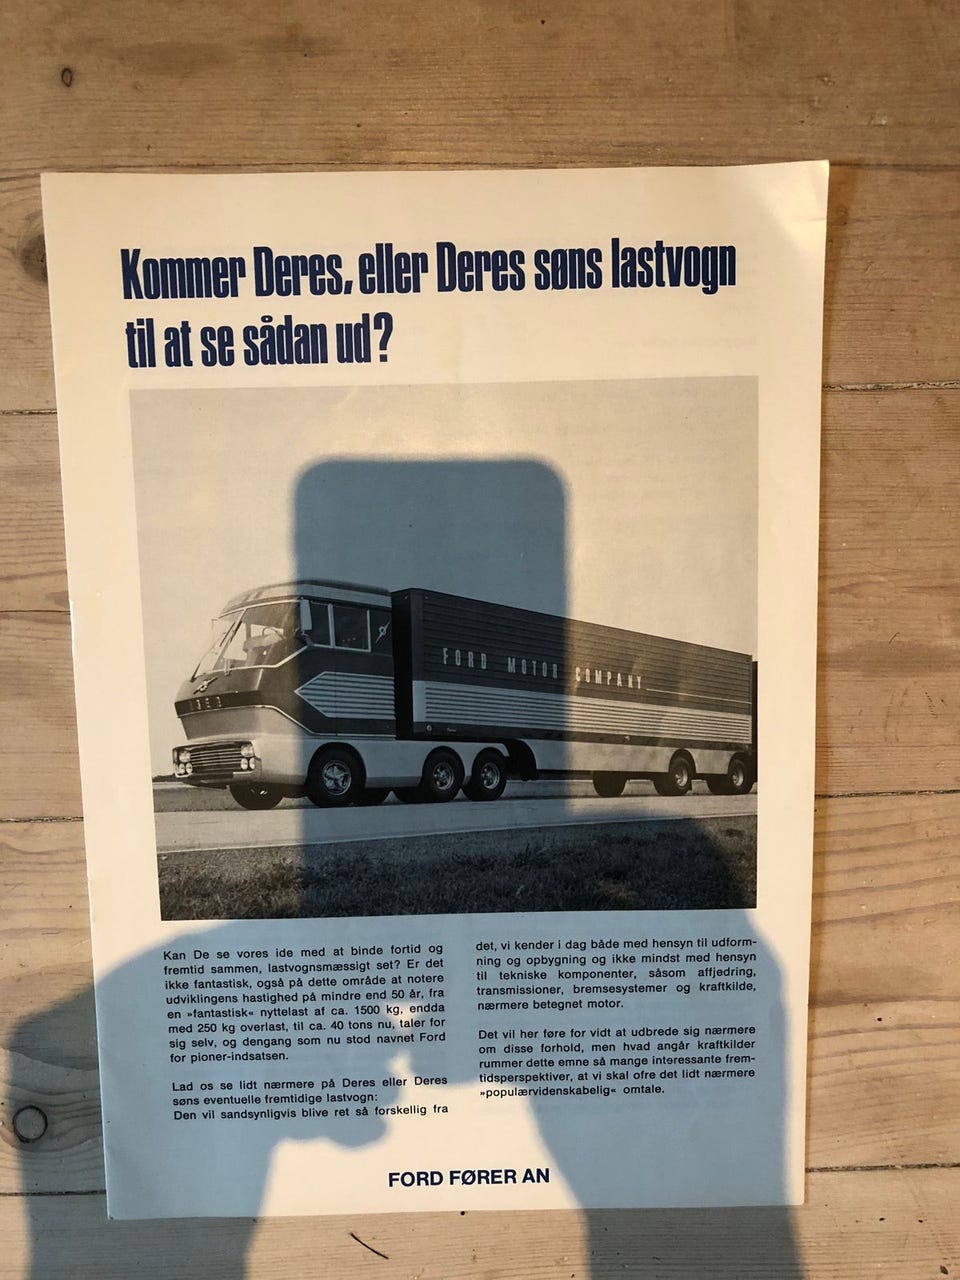 Kommer Deres, eller Deres søns lastvogn
til at se sådan ud?
FORD
FORD MOTOR COMPANY
Kan De se vores ide med at binde fortid og
fremtid sammen, lastvognsmæssigt set? Er det
ikke fantastisk, også på dette område at notere
udviklingens hastighed på mindre end 50 år, fra
en »fantastisk« nyttelast af ca. 1500 kg, endda
med 250 kg overlast, til ca. 40 tons nu, taler for
sig selv, og dengang som nu stod navnet Ford
for pioner-indsatsen.
Lad os se lidt nærmere på Deres eller Deres
søns eventuelle fremtidige lastvogn:
Den vil sandsynligvis blive ret så forskellig fra
det, vi kender i dag både med hensyn til udform-
ning og opbygning og ikke mindst med hensyn
til tekniske komponenter, såsom affjedring,
transmissioner, bremsesystemer og kraftkilde,
nærmere betegnet motor.
Det vil her føre for vidt at udbrede sig nærmere
om disse forhold, men hvad angår kraftkilder
rummer dette emne så mange interessante frem-
tidsperspektiver, at vi skal ofre det lidt nærmere
»populærvidenskabelig« omtale.
FORD FØRER AN